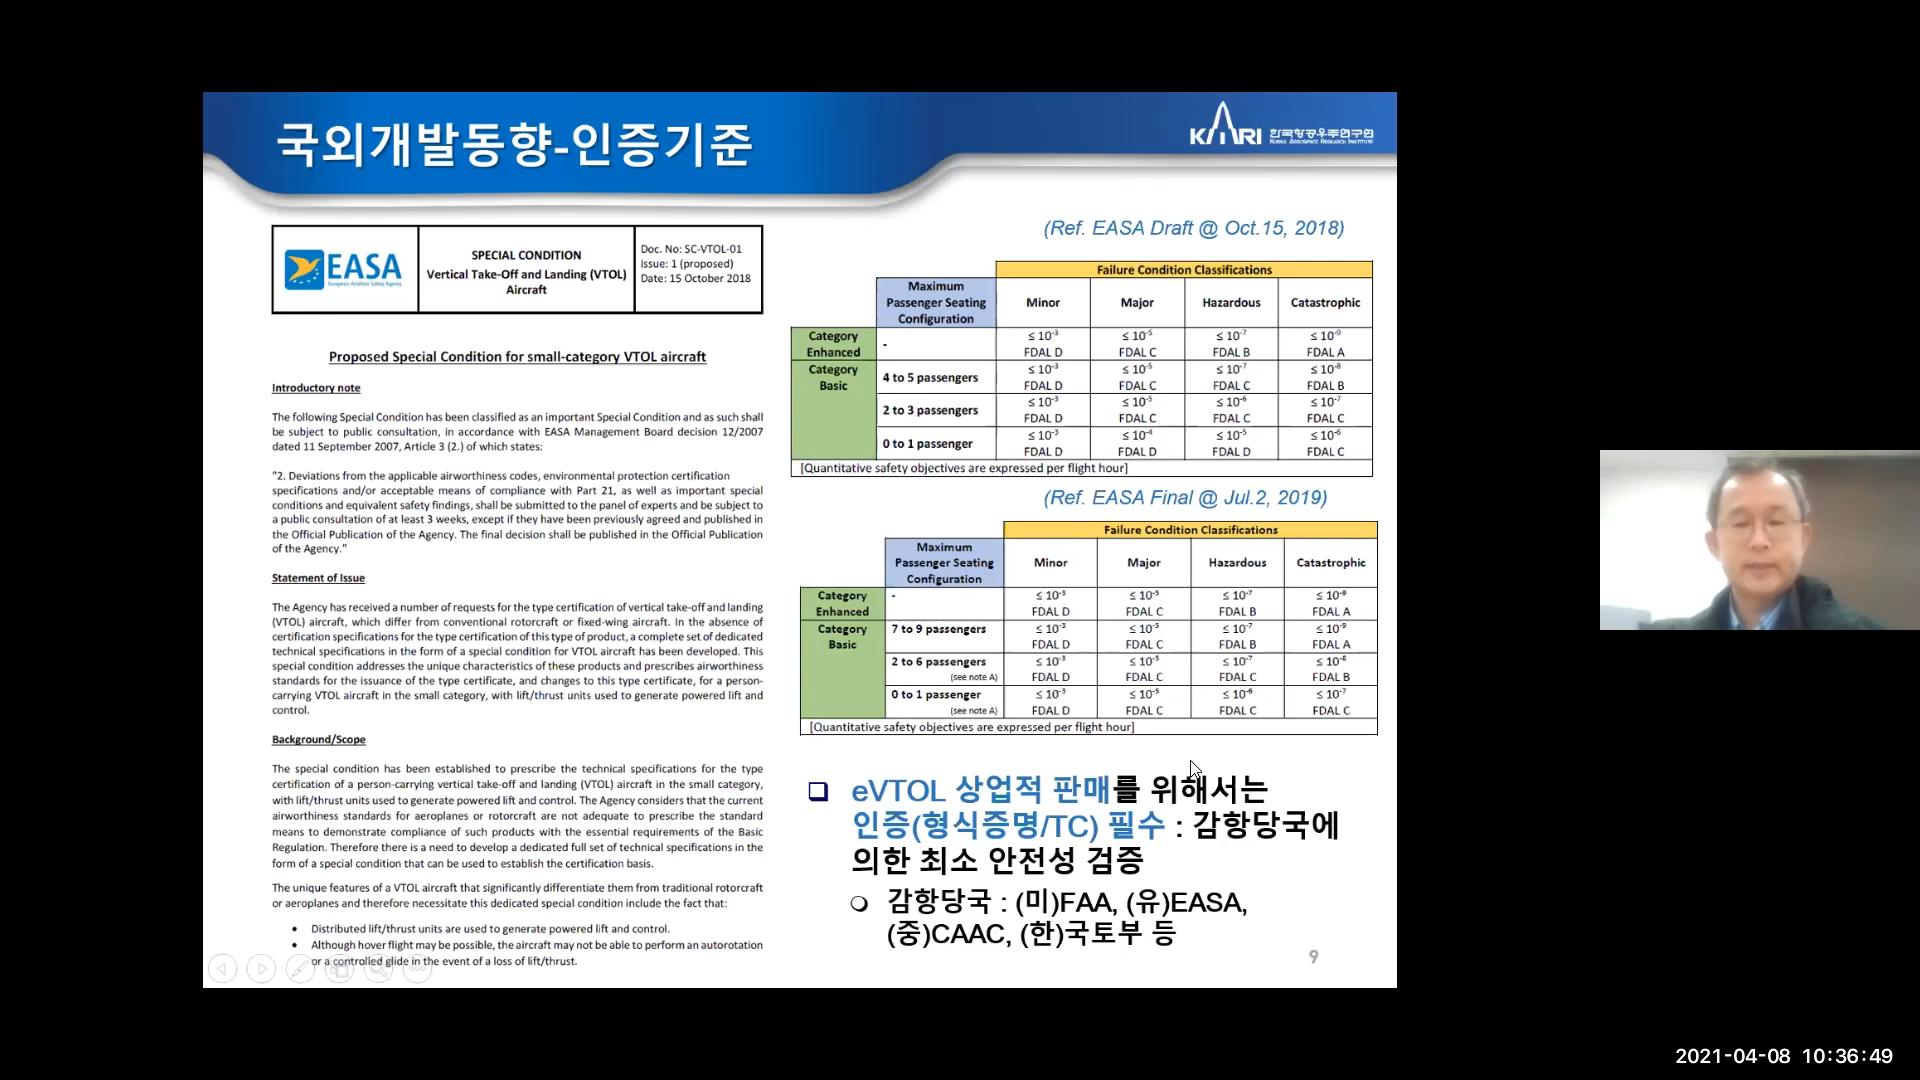 국외개발동향-인증기준
KARI 한국항공우주연구원
KOREA AEROSPACE RESEARCH INSTITUTE
EASA
European Aviation Safety Agency
SPECIAL CONDITION
Vertical Take-Off and Landing (VTOL)
Aircraft
Doc. No: SC-VTOL-01
Issue: 1 (proposed)
Date: 15 October 2018
Proposed Special Condition for small-category VTOL aircraft
Introductory note
The following Special Condition has been classified as an important Special Condition and as such shall
be subject to public consultation, in accordance with EASA Management Board decision 12/2007
dated 11 September 2007, Article 3 (2.) of which states:
"2. Deviations from the applicable airworthiness codes, environmental protection certification
specifications and/or acceptable means of compliance with Part 21, as well as important special
conditions and equivalent safety findings, shall be submitted to the panel of experts and be subject to
a public consultation of at least 3 weeks, except if they have been previously agreed and published in
the Official Publication of the Agency. The final decision shall be published in the Official Publication
of the Agency."
Statement of Issue
The Agency has received a number of requests for the type certification of vertical take-off and landing
(VTOL) aircraft, which differ from conventional rotorcraft or fixed-wing aircraft. In the absence of
certification specifications for the type certification of this type of product, a complete set of dedicated
technical specifications in the form of a special condition for VTOL aircraft has been developed. This
special condition addresses the unique characteristics of these products and prescribes airworthiness
standards for the issuance of the type certificate, and changes to this type certificate, for a person-
carrying VTOL aircraft in the small category, with lift/thrust units used to generate powered lift and
control.
Background/Scope
The special condition has been established to prescribe the technical specifications for the type
certification of a person-carrying vertical take-off and landing (VTOL) aircraft in the small category,
with lift/thrust units used to generate powered lift and control. The Agency considers that the current
airworthiness standards for aeroplanes or rotorcraft are not adequate to prescribe the standard
means to demonstrate compliance of such products with the essential requirements of the Basic
Regulation. Therefore there is a need to develop a dedicated full set of technical specifications in the
form of a special condition that can be used to establish the certification basis.
The unique features of a VTOL aircraft that significantly differentiate them from traditional rotorcraft
or aeroplanes and therefore necessitate this dedicated special condition include the fact that:
• Distributed lift/thrust units are used to generate powered lift and control.
• Although hover flight may be possible, the aircraft may not be able to perform an autorotation
or a controlled glide in the event of a loss of lift/thrust.
(Ref. EASA Draft @ Oct.15, 2018)
Failure Condition Classifications
Maximum
Passenger Seating
Configuration
Minor Major Hazardous Catastrophic
Category
Enhanced
-
≤ 10⁻³ ≤ 10⁻⁵ ≤ 10⁻⁷ ≤ 10⁻⁹
FDAL D FDAL C FDAL B FDAL A
Category
Basic
4 to 5 passengers
≤ 10⁻³ ≤ 10⁻⁵ ≤ 10⁻⁷ ≤ 10⁻⁸
FDAL D FDAL C FDAL C FDAL B
2 to 3 passengers
≤ 10⁻³ ≤ 10⁻⁵ ≤ 10⁻⁶ ≤ 10⁻⁷
FDAL D FDAL C FDAL C FDAL C
0 to 1 passenger
≤ 10⁻³ ≤ 10⁻⁴ ≤ 10⁻⁵ ≤ 10⁻⁶
FDAL D FDAL D FDAL D FDAL C
[Quantitative safety objectives are expressed per flight hour]
(Ref. EASA Final @ Jul.2, 2019)
Failure Condition Classifications
Maximum
Passenger Seating
Configuration
Minor Major Hazardous Catastrophic
Category
Enhanced
-
≤ 10⁻³ ≤ 10⁻⁵ ≤ 10⁻⁷ ≤ 10⁻⁹
FDAL D FDAL C FDAL B FDAL A
Category
Basic
7 to 9 passengers
≤ 10⁻³ ≤ 10⁻⁵ ≤ 10⁻⁷ ≤ 10⁻⁹
FDAL D FDAL C FDAL B FDAL A
2 to 6 passengers
(see note A)
≤ 10⁻³ ≤ 10⁻⁵ ≤ 10⁻⁷ ≤ 10⁻⁸
FDAL D FDAL C FDAL C FDAL B
0 to 1 passenger
(see note A)
≤ 10⁻³ ≤ 10⁻⁵ ≤ 10⁻⁶ ≤ 10⁻⁷
FDAL D FDAL C FDAL C FDAL C
[Quantitative safety objectives are expressed per flight hour]
eVTOL 상업적 판매를 위해서는
인증(형식증명/TC) 필수 : 감항당국에
의한 최소 안전성 검증
감항당국 : (미)FAA, (유)EASA,
(중)CAAC, (한)국토부 등
9
2021-04-08 10:36:49